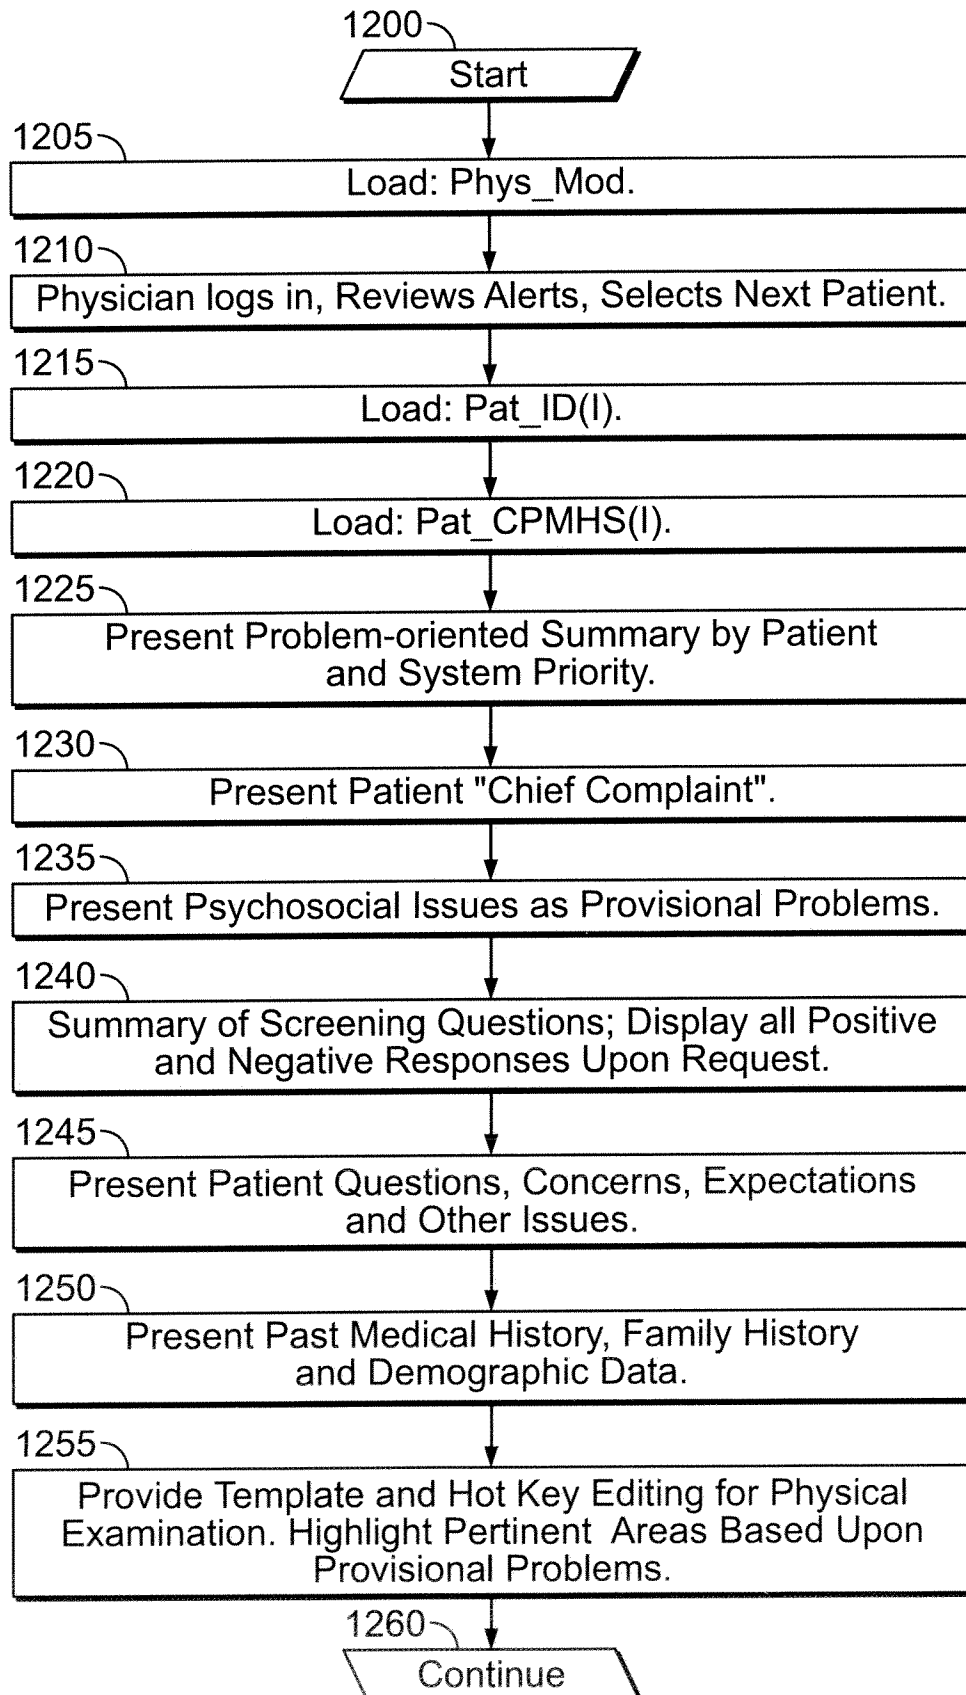 1200
Start
1205
Load: Phys_Mod.
1210
Physician logs in, Reviews Alerts, Selects Next Patient.
1215
Load: Pat_ID(I).
1220
Load: Pat_CPMHS(I).
1225
Present Problem-oriented Summary by Patient
and System Priority.
1230
Present Patient "Chief Complaint".
1235
Present Psychosocial Issues as Provisional Problems.
1240
Summary of Screening Questions; Display all Positive
and Negative Responses Upon Request.
1245
Present Patient Questions, Concerns, Expectations
and Other Issues.
1250
Present Past Medical History, Family History
and Demographic Data.
1255
Provide Template and Hot Key Editing for Physical
Examination. Highlight Pertinent Areas Based Upon
Provisional Problems.
1260
Continue